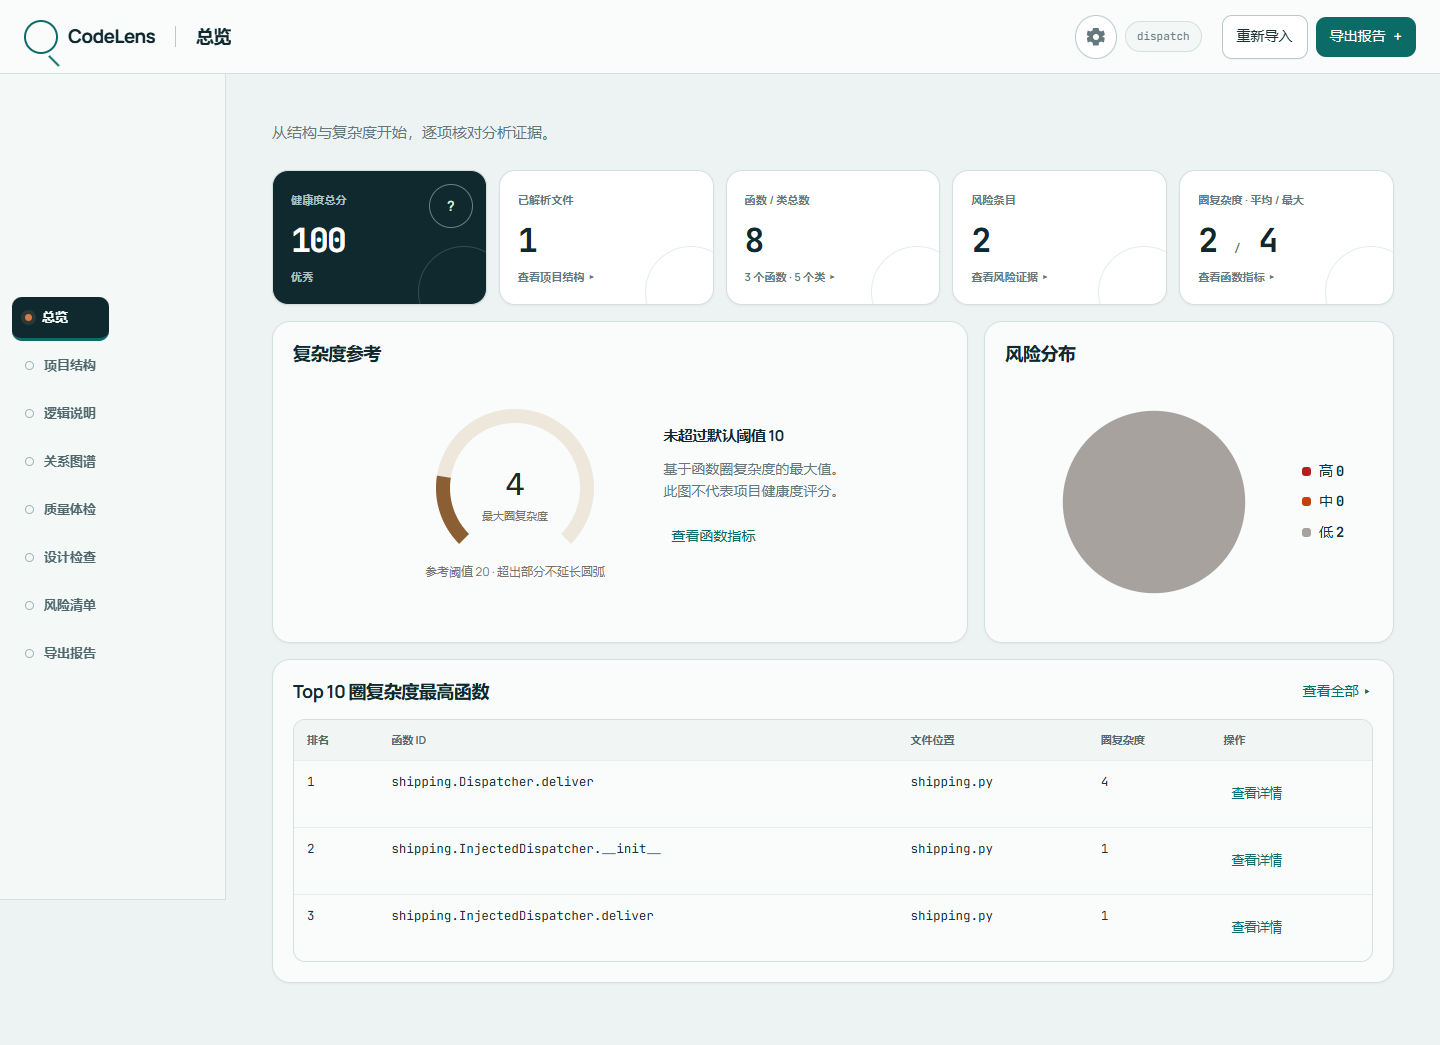 CodeLens
总览
dispatch
重新导入
导出报告 +
从结构与复杂度开始，逐项核对分析证据。
健康度总分
?
100
优秀
已解析文件
1
查看项目结构 ▸
函数 / 类总数
8
3 个函数 · 5 个类 ▸
风险条目
2
查看风险证据 ▸
圈复杂度 · 平均 / 最大
2 / 4
查看函数指标 ▸
总览
项目结构
逻辑说明
关系图谱
质量体检
设计检查
风险清单
导出报告
复杂度参考
4
最大圈复杂度
参考阈值 20 · 超出部分不延长圆弧
未超过默认阈值 10
基于函数圈复杂度的最大值。
此图不代表项目健康度评分。
查看函数指标
风险分布
高 0
中 0
低 2
Top 10 圈复杂度最高函数
查看全部 ▸
排名 函数 ID 文件位置 圈复杂度 操作
1 shipping.Dispatcher.deliver shipping.py 4 查看详情
2 shipping.InjectedDispatcher.__init__ shipping.py 1 查看详情
3 shipping.InjectedDispatcher.deliver shipping.py 1 查看详情